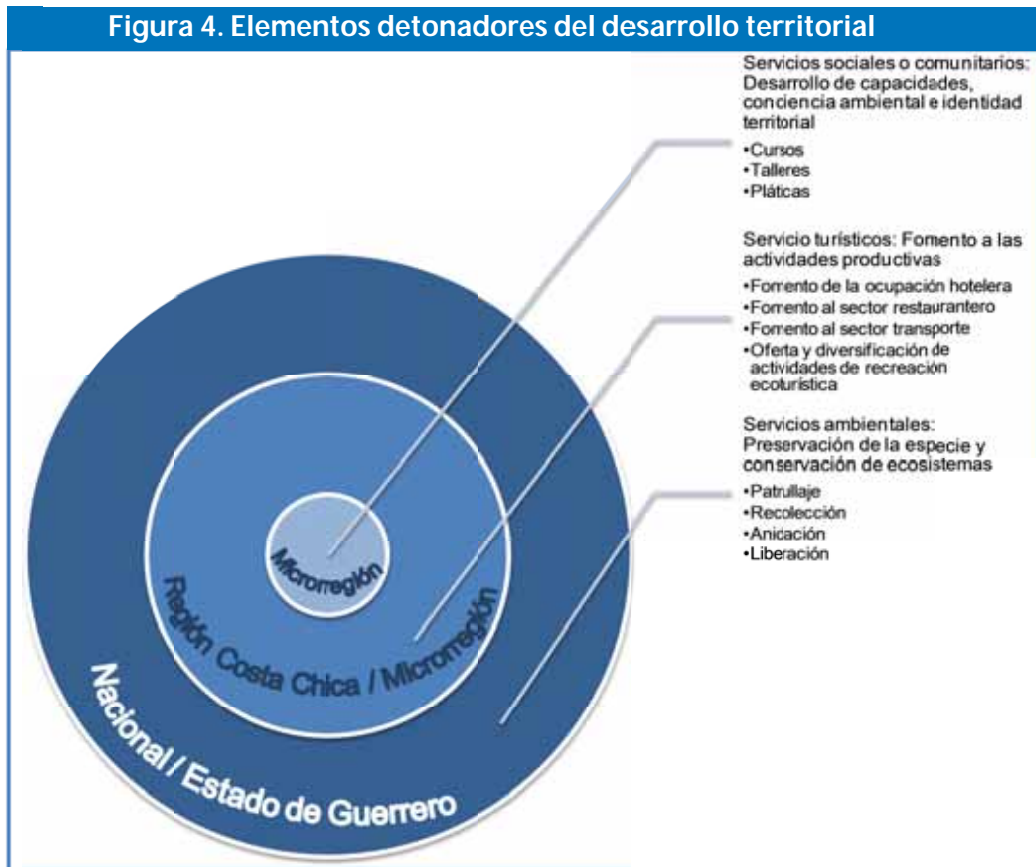 Figura 4. Elementos detonadores del desarrollo territorial
Servicios sociales o comunitarios:
Desarrollo de capacidades,
conciencia ambiental e identidad
territorial
•Cursos
•Talleres
•Pláticas
Servicio turísticos: Fomento a las
actividades productivas
•Fomento de la ocupación hotelera
•Fomento al sector restaurantero
•Fomento al sector transporte
•Oferta y diversificación de
actividades de recreación
ecoturística
Servicios ambientales:
Preservación de la especie y
conservación de ecosistemas
•Patrullaje
•Recolección
•Anidación
•Liberación
Microrregión
Región Costa Chica / Microrregión
Nacional / Estado de Guerrero